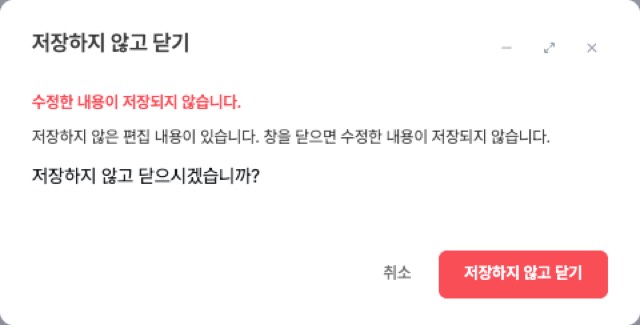 저장하지 않고 닫기
수정한 내용이 저장되지 않습니다.
저장하지 않은 편집 내용이 있습니다. 창을 닫으면 수정한 내용이 저장되지 않습니다.
저장하지 않고 닫으시겠습니까?
취소
저장하지 않고 닫기